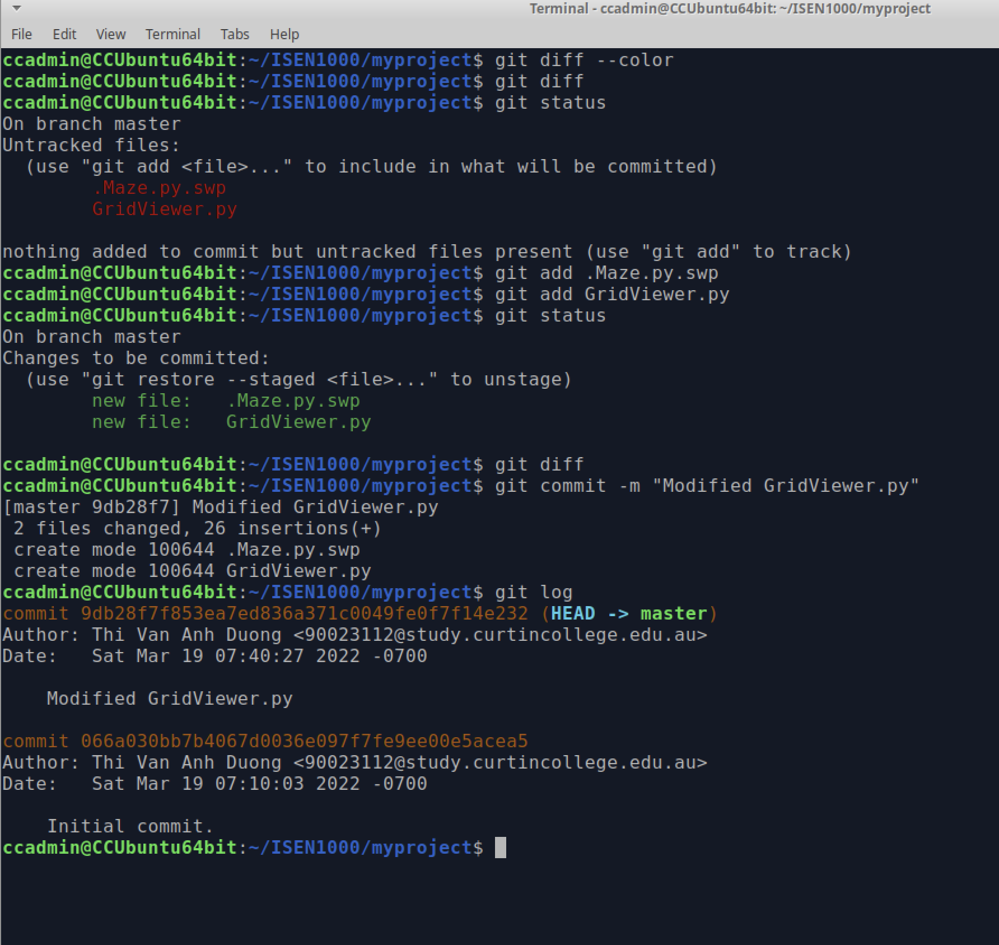 Terminal - ccadmin@CCUbuntu64bit: ~/ISEN1000/myproject
File Edit View Terminal Tabs Help
ccadmin@CCUbuntu64bit:~/ISEN1000/myproject$ git diff --color
ccadmin@CCUbuntu64bit:~/ISEN1000/myproject$ git diff
ccadmin@CCUbuntu64bit:~/ISEN1000/myproject$ git status
On branch master
Untracked files:
  (use "git add <file>..." to include in what will be committed)
        .Maze.py.swp
        GridViewer.py

nothing added to commit but untracked files present (use "git add" to track)
ccadmin@CCUbuntu64bit:~/ISEN1000/myproject$ git add .Maze.py.swp
ccadmin@CCUbuntu64bit:~/ISEN1000/myproject$ git add GridViewer.py
ccadmin@CCUbuntu64bit:~/ISEN1000/myproject$ git status
On branch master
Changes to be committed:
  (use "git restore --staged <file>..." to unstage)
        new file:   .Maze.py.swp
        new file:   GridViewer.py

ccadmin@CCUbuntu64bit:~/ISEN1000/myproject$ git diff
ccadmin@CCUbuntu64bit:~/ISEN1000/myproject$ git commit -m "Modified GridViewer.py"
[master 9db28f7] Modified GridViewer.py
 2 files changed, 26 insertions(+)
 create mode 100644 .Maze.py.swp
 create mode 100644 GridViewer.py
ccadmin@CCUbuntu64bit:~/ISEN1000/myproject$ git log
commit 9db28f7f853ea7ed836a371c0049fe0f7f14e232 (HEAD -> master)
Author: Thi Van Anh Duong <90023112@study.curtincollege.edu.au>
Date:   Sat Mar 19 07:40:27 2022 -0700

    Modified GridViewer.py

commit 066a030bb7b4067d0036e097f7fe9ee00e5acea5
Author: Thi Van Anh Duong <90023112@study.curtincollege.edu.au>
Date:   Sat Mar 19 07:10:03 2022 -0700

    Initial commit.
ccadmin@CCUbuntu64bit:~/ISEN1000/myproject$